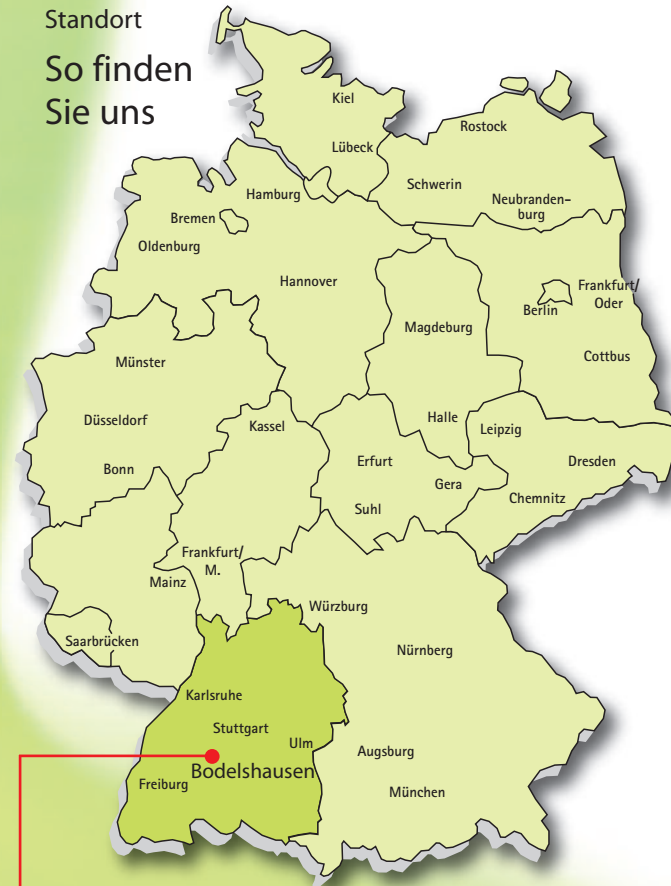 Standort
So finden
Sie uns
Kiel
Rostock
Lübeck
Schwerin
Hamburg
Neubranden-
burg
Bremen
Oldenburg
Hannover
Frankfurt/
Oder
Berlin
Magdeburg
Cottbus
Münster
Düsseldorf
Kassel
Halle
Leipzig
Bonn
Erfurt
Dresden
Gera
Chemnitz
Suhl
Frankfurt/
M.
Mainz
Würzburg
Saarbrücken
Nürnberg
Karlsruhe
Stuttgart
Ulm
Augsburg
Bodelshausen
Freiburg
München